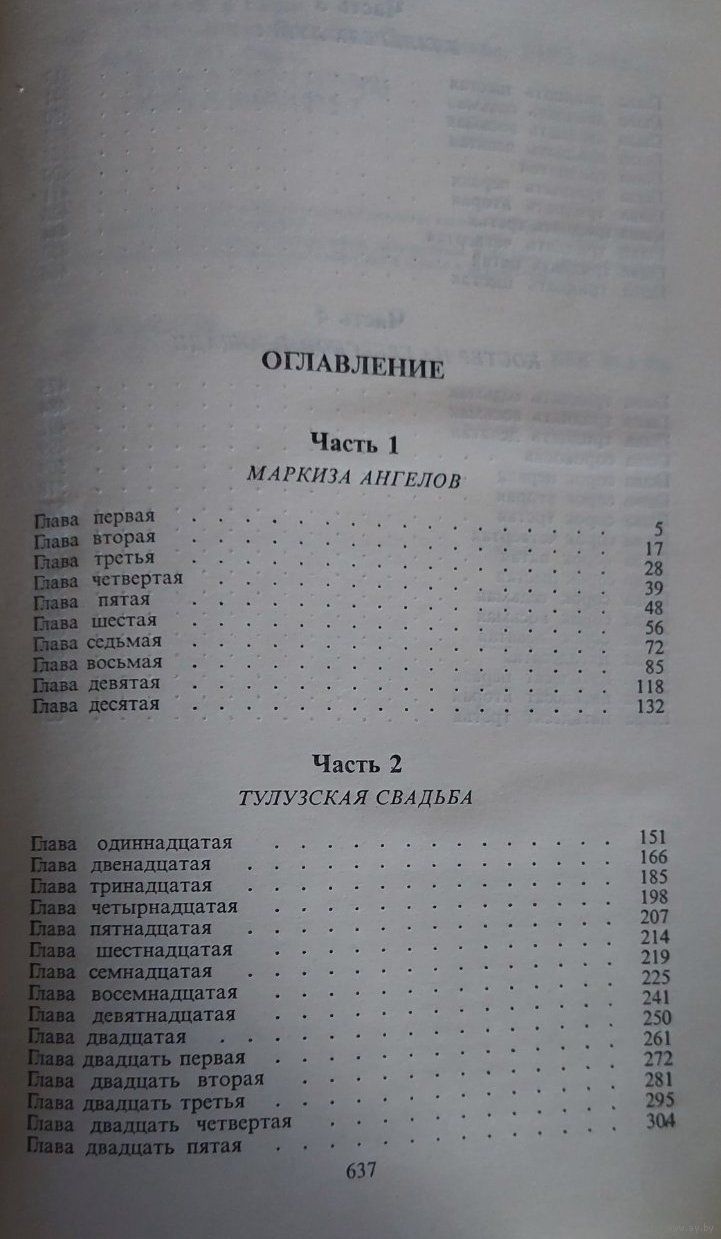 ОГЛАВЛЕНИЕ
Часть 1
МАРКИЗА АНГЕЛОВ
Глава первая . . . . . . . . . . . . . . . . 5
Глава вторая . . . . . . . . . . . . . . . . 17
Глава третья . . . . . . . . . . . . . . . . 28
Глава четвертая . . . . . . . . . . . . . . . 39
Глава пятая . . . . . . . . . . . . . . . . 48
Глава шестая . . . . . . . . . . . . . . . . 56
Глава седьмая . . . . . . . . . . . . . . . . 72
Глава восьмая . . . . . . . . . . . . . . . . 85
Глава девятая . . . . . . . . . . . . . . . . 118
Глава десятая . . . . . . . . . . . . . . . . 132
Часть 2
ТУЛУЗСКАЯ СВАДЬБА
Глава одиннадцатая . . . . . . . . . . . . . 151
Глава двенадцатая . . . . . . . . . . . . . . 166
Глава тринадцатая . . . . . . . . . . . . . . 185
Глава четырнадцатая . . . . . . . . . . . . . 198
Глава пятнадцатая . . . . . . . . . . . . . . 207
Глава шестнадцатая . . . . . . . . . . . . . 214
Глава семнадцатая . . . . . . . . . . . . . . 219
Глава восемнадцатая . . . . . . . . . . . . . 225
Глава девятнадцатая . . . . . . . . . . . . . 241
Глава двадцатая . . . . . . . . . . . . . . . 250
Глава двадцать первая . . . . . . . . . . . . . 261
Глава двадцать вторая . . . . . . . . . . . . 272
Глава двадцать третья . . . . . . . . . . . . . 281
Глава двадцать четвертая . . . . . . . . . . . 295
Глава двадцать пятая . . . . . . . . . . . . . 304
637
www.ay.by